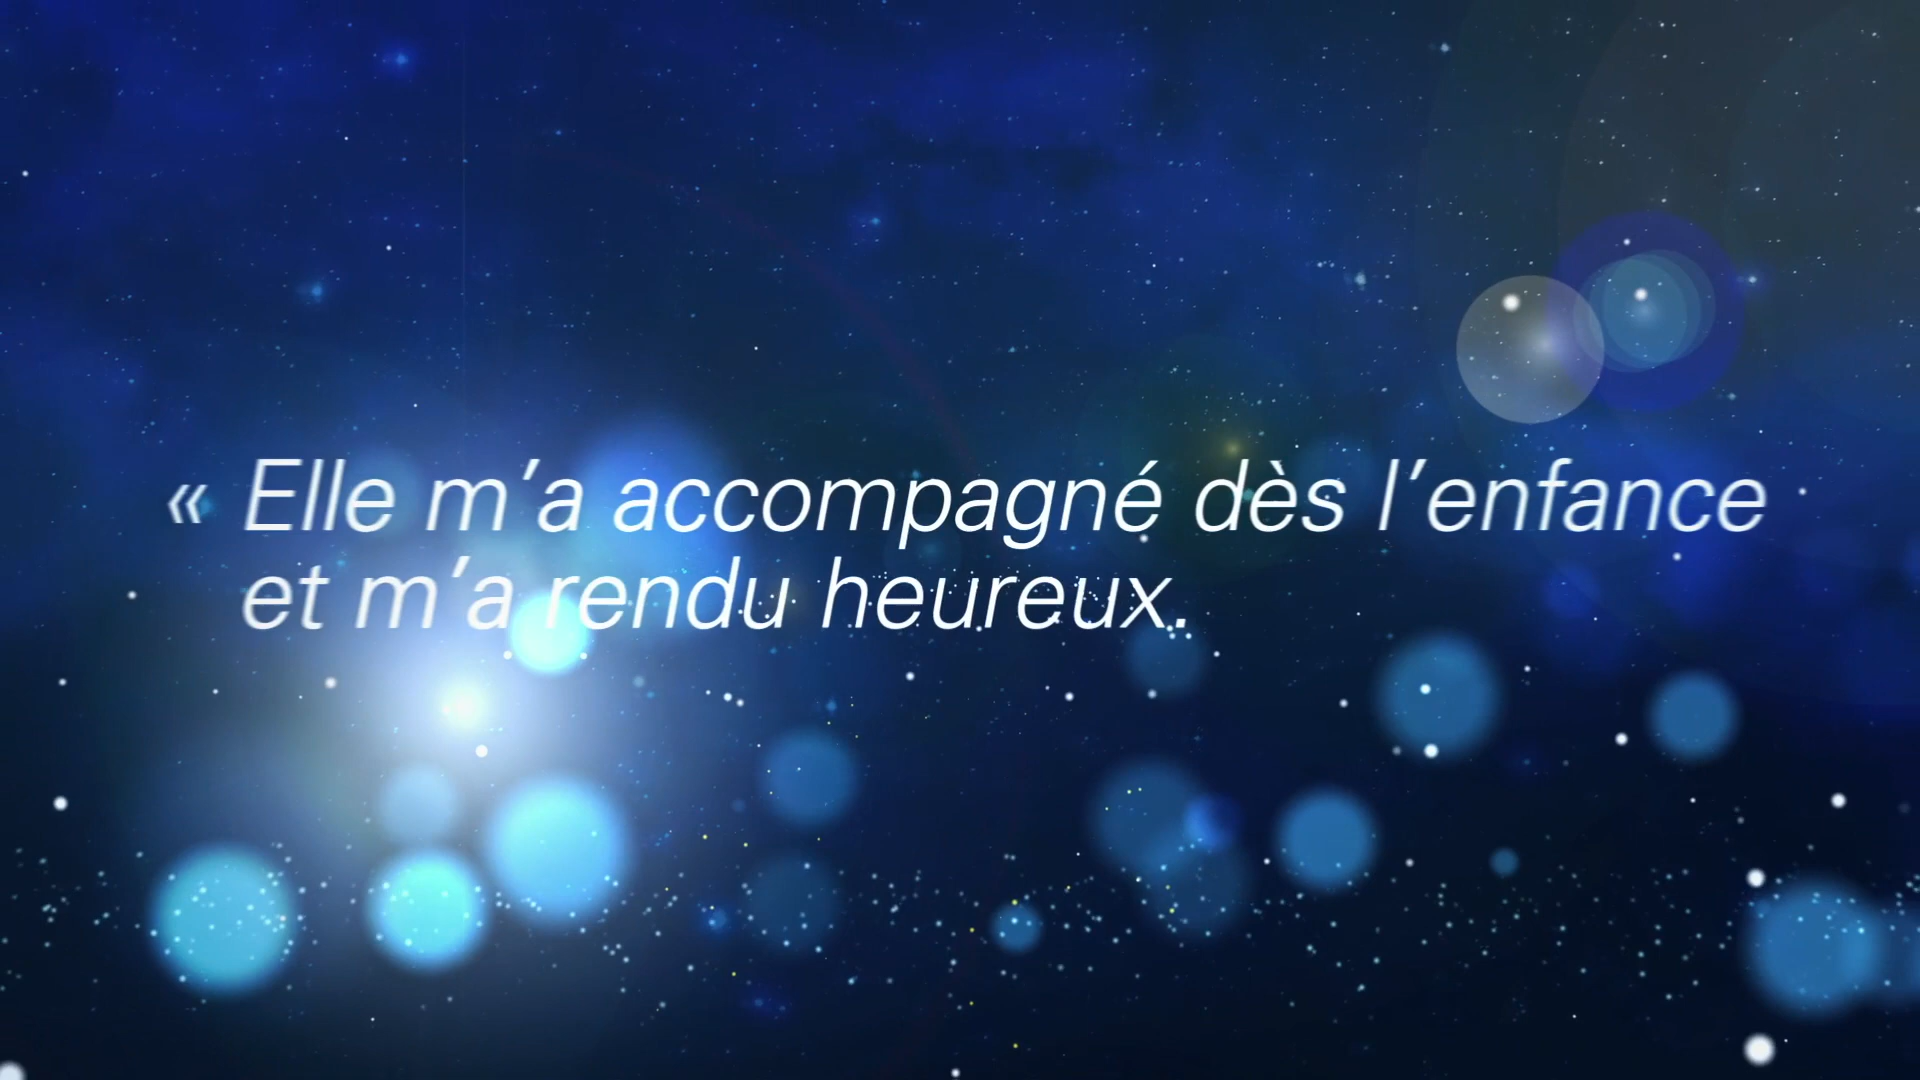 « Elle m’a accompagné dès l’enfance
et m’a rendu heureux.